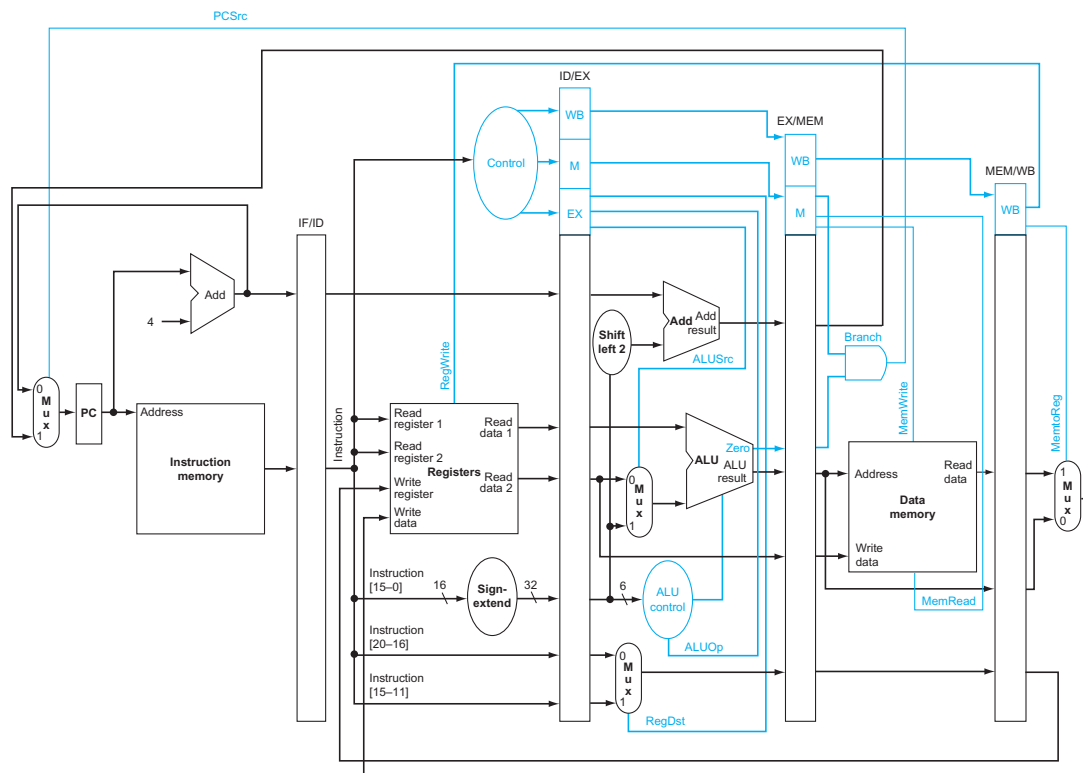 PCSrc
ID/EX
WB
EX/MEM
Control
M
WB
MEM/WB
EX
M
WB
IF/ID
Add
4
Add
Add
result
Shift
left 2
Branch
ALUSrc
RegWrite
MemWrite
MemtoReg
0
M
u
x
1
PC
Address
Instruction
memory
Instruction
Read
register 1
Read
data 1
Read
register 2
Registers
Read
data 2
Write
register
Write
data
Zero
ALU
ALU
result
0
M
u
x
1
Address
Read
data
Data
memory
Write
data
1
M
u
x
0
Instruction
[15–0]
16
Sign-
extend
32
6
ALU
control
MemRead
Instruction
[20–16]
ALUOp
0
M
u
x
1
Instruction
[15–11]
RegDst